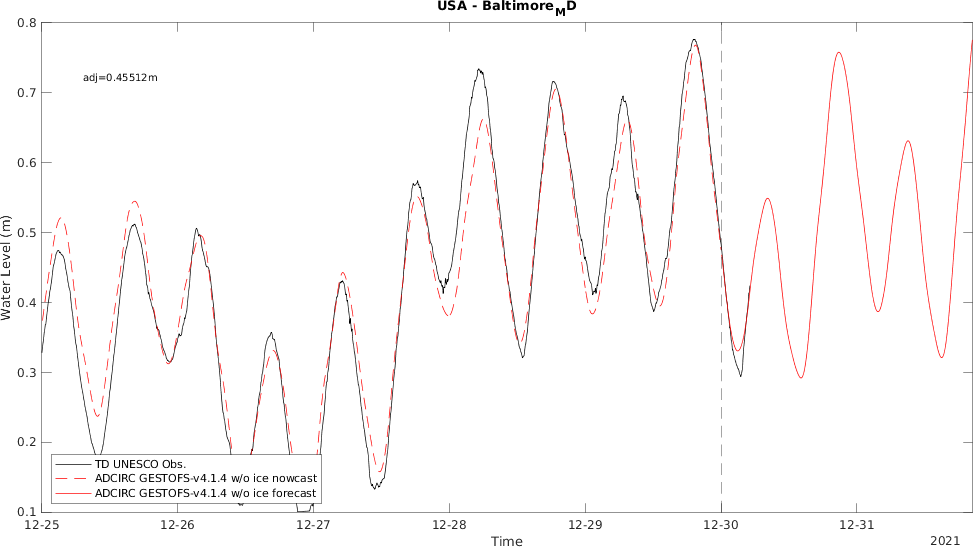 USA - Baltimore_MD
0.8
0.7
0.6
0.5
0.4
0.3
0.2
0.1
Water Level (m)
adj=0.45512m
TD UNESCO Obs.
ADCIRC GESTOFS-v4.1.4 w/o ice nowcast
ADCIRC GESTOFS-v4.1.4 w/o ice forecast
12-25 12-26 12-27 12-28 12-29 12-30 12-31
Time
2021